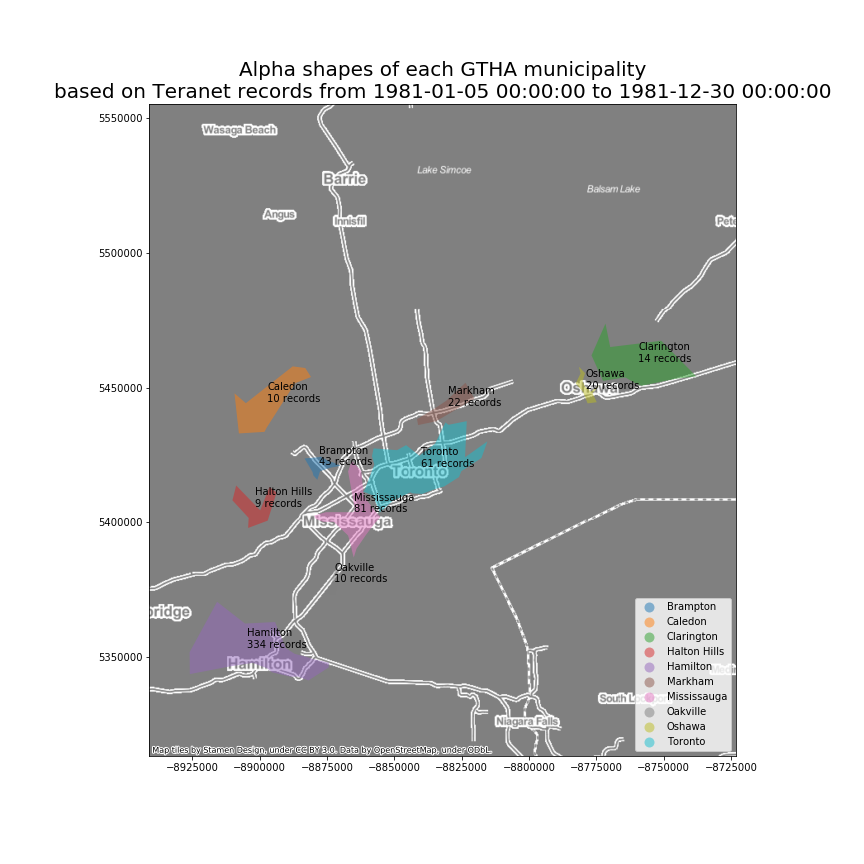 Alpha shapes of each GTHA municipality
based on Teranet records from 1981-01-05 00:00:00 to 1981-12-30 00:00:00
5550000
Wasaga Beach
Lake Simcoe
Barrie
Balsam Lake
Angus
Innisfil
Pete
5500000
Clarington
14 records
5450000
Oshawa
Oshawa
20 records
Caledon
10 records
Markham
22 records
Brampton
43 records
Toronto
61 records
Toronto
Halton Hills
9 records
Mississauga
81 records
5400000
Mississauga
Oakville
10 records
bridge
Hamilton
334 records
5350000
Hamilton
Niagara Falls
South Lo
Brampton
Caledon
Clarington
Halton Hills
Hamilton
Markham
Mississauga
Oakville
Oshawa
Toronto
Map tiles by Stamen Design, under CC BY 3.0. Data by OpenStreetMap, under ODbL.
−8925000 −8900000 −8875000 −8850000 −8825000 −8800000 −8775000 −8750000 −8725000